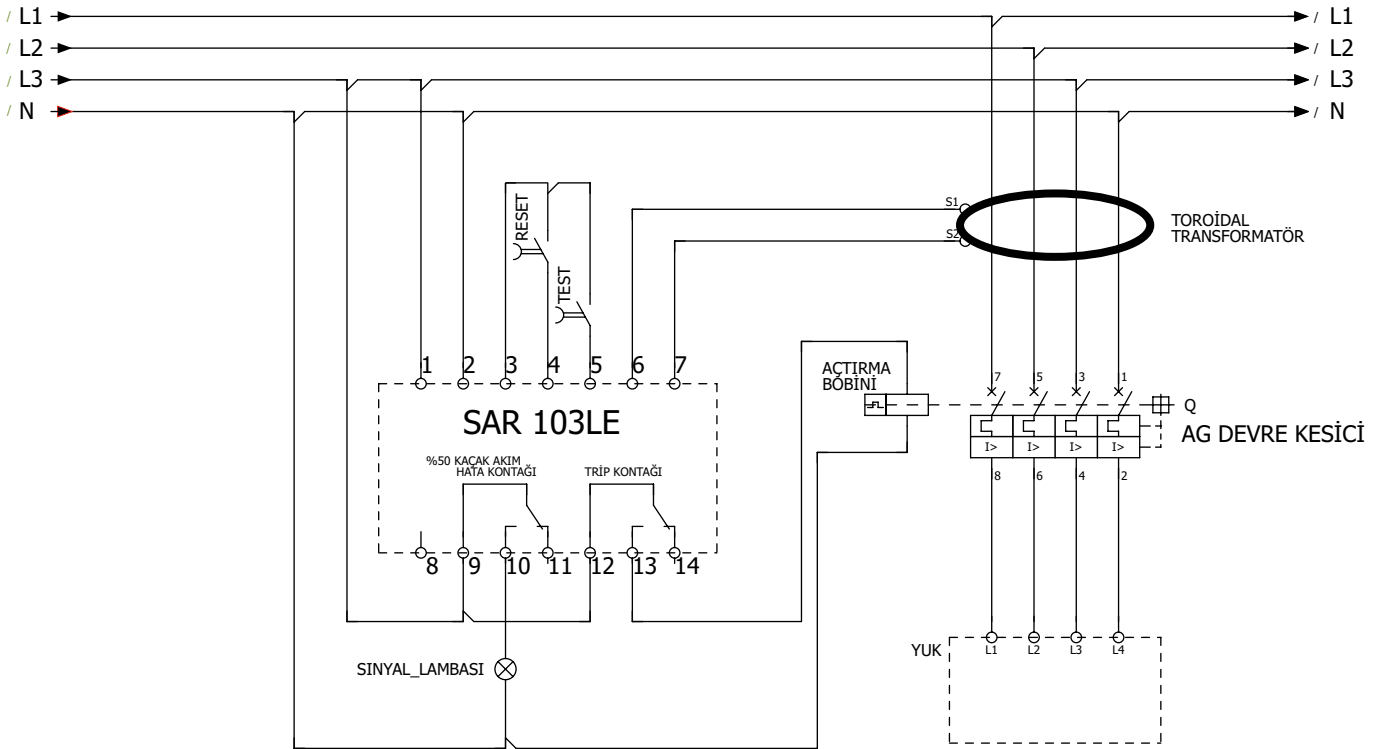 / L1
/ L1
/ L2
/ L2
/ L3
/ L3
/ N
/ N
RESET
TEST
S1
S2
TOROİDAL
TRANSFORMATÖR
1 2 3 4 5 6 7
SAR 103LE
%50 KAÇAK AKIM
HATA KONTAĞI
TRİP KONTAĞI
8 9 10 11 12 13 14
AÇTIRMA
BOBİNİ
7 5 3 1
Q
AG DEVRE KESİCİ
I> I> I> I>
8 6 4 2
SINYAL_LAMBASI
YUK
L1 L2 L3 L4